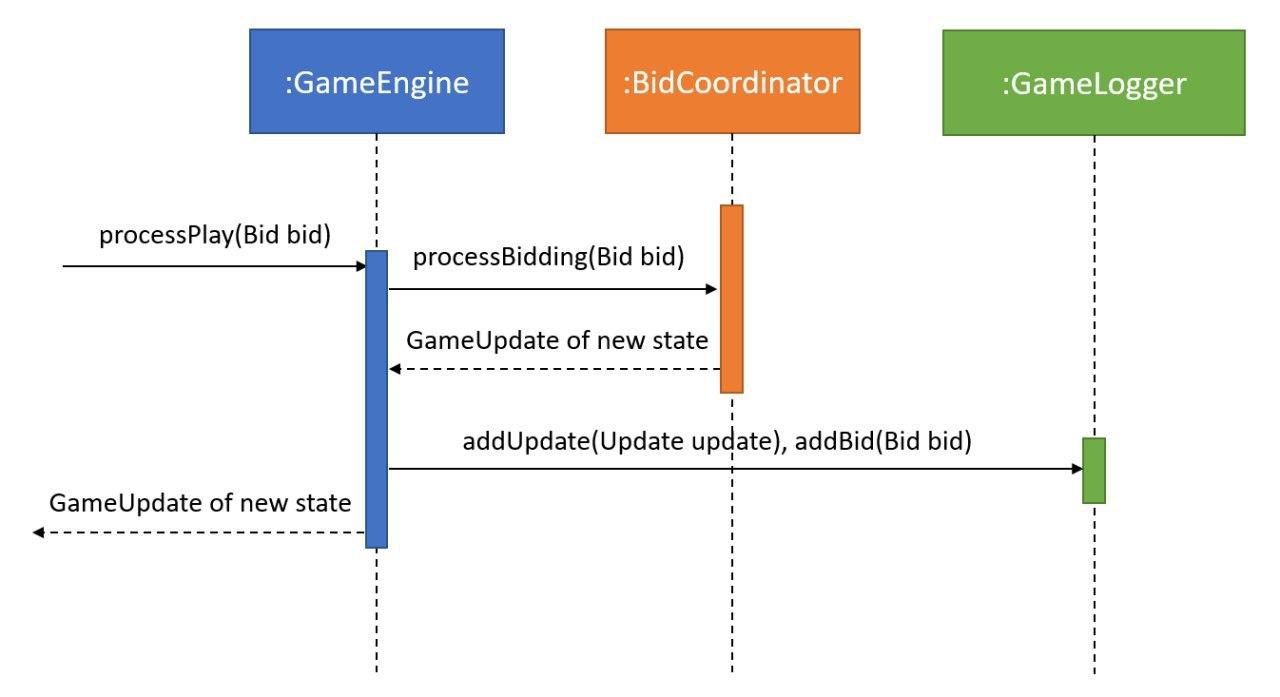 :GameEngine
:BidCoordinator
:GameLogger
processPlay(Bid bid)
processBidding(Bid bid)
GameUpdate of new state
addUpdate(Update update), addBid(Bid bid)
GameUpdate of new state